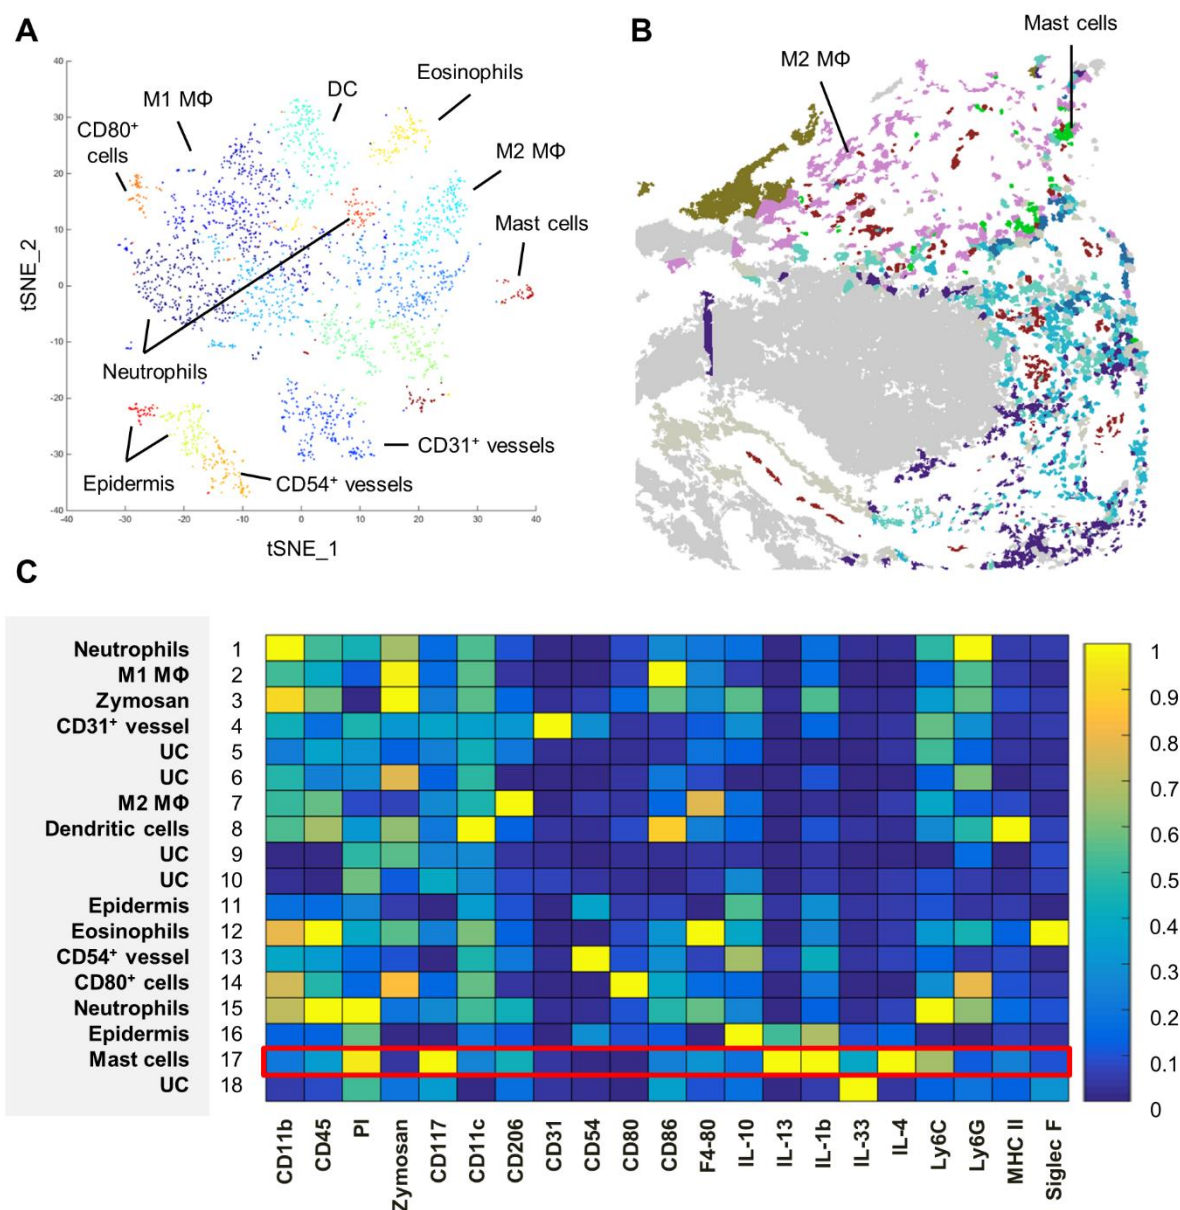 A
B
C
40
30
20
10
0
-10
-20
-30
-40
-40
-30
-20
-10
0
10
20
30
40
tSNE_2
tSNE_1
M1 MΦ
CD80⁺
cells
DC
Eosinophils
M2 MΦ
Mast cells
Neutrophils
Epidermis
CD54⁺ vessels
CD31⁺ vessels
M2 MΦ
Mast cells
Neutrophils 1
M1 MΦ 2
Zymosan 3
CD31⁺ vessel 4
UC 5
UC 6
M2 MΦ 7
Dendritic cells 8
UC 9
UC 10
Epidermis 11
Eosinophils 12
CD54⁺ vessel 13
CD80⁺ cells 14
Neutrophils 15
Epidermis 16
Mast cells 17
UC 18
CD11b
CD45
PI
Zymosan
CD117
CD11c
CD206
CD31
CD54
CD80
CD86
F4-80
IL-10
IL-13
IL-1b
IL-33
IL-4
Ly6C
Ly6G
MHC II
Siglec F
1
0.9
0.8
0.7
0.6
0.5
0.4
0.3
0.2
0.1
0